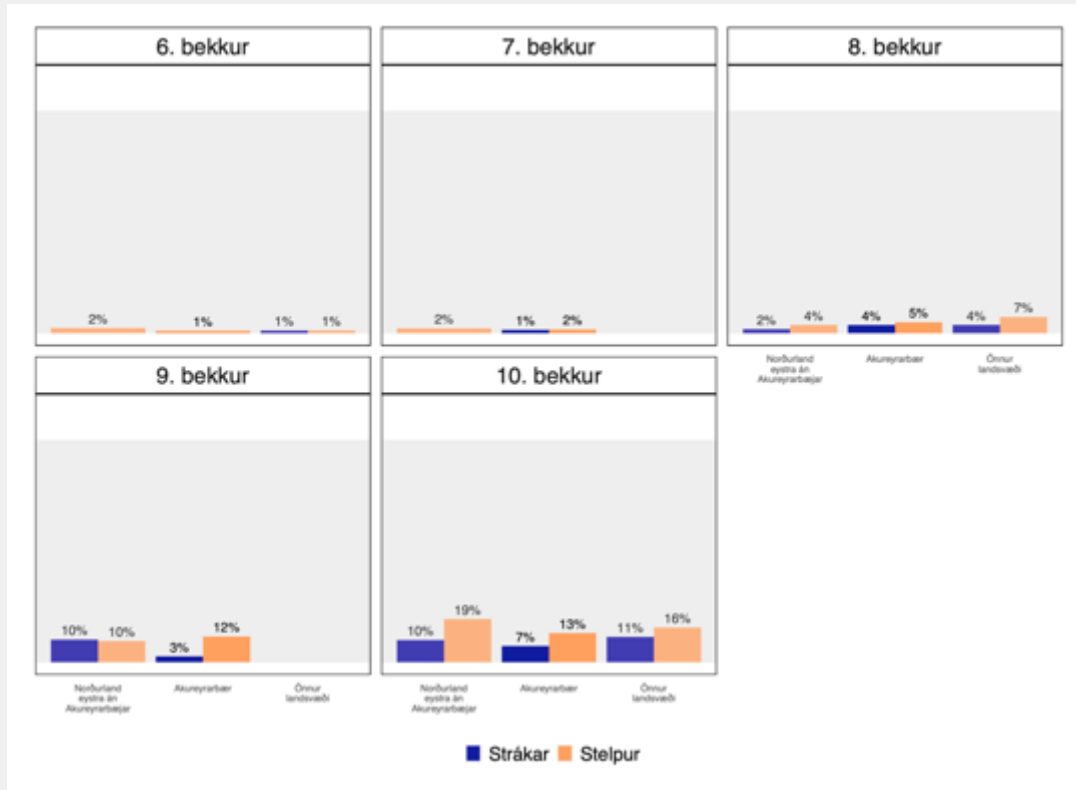 6. bekkur
7. bekkur
8. bekkur
2%
1%
1%
1%
2%
1%
2%
2%
4%
4%
5%
4%
7%
Norðurland
eystra án
Akureyrarbæjar
Akureyrarbær
Önnur
landsvæði
9. bekkur
10. bekkur
10%
10%
3%
12%
10%
19%
7%
13%
11%
16%
Norðurland
eystra án
Akureyrarbæjar
Akureyrarbær
Önnur
landsvæði
Norðurland
eystra án
Akureyrarbæjar
Akureyrarbær
Önnur
landsvæði
Strákar
Stelpur